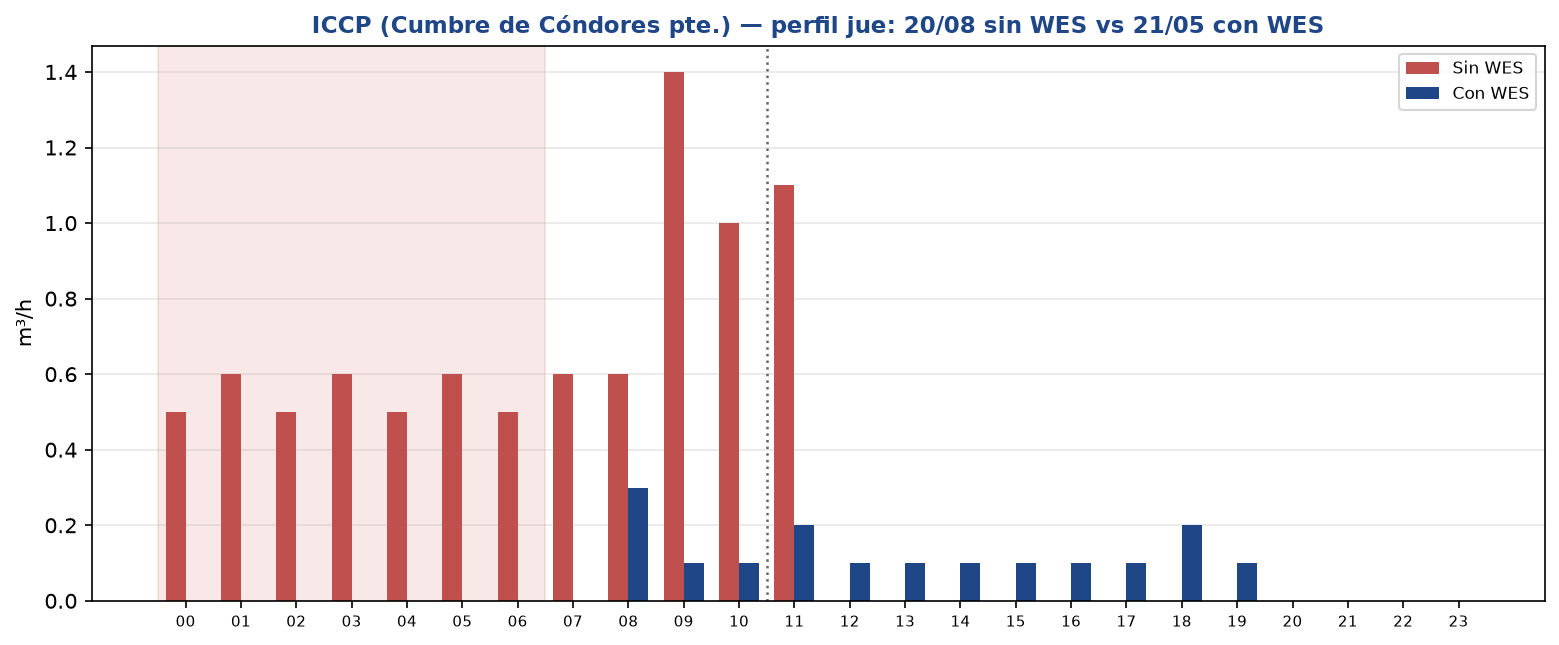 ICCP (Cumbre de Cóndores pte.) — perfil jue: 20/08 sin WES vs 21/05 con WES
Sin WES
Con WES
m³/h
1.4
1.2
1.0
0.8
0.6
0.4
0.2
0.0
00 01 02 03 04 05 06 07 08 09 10 11 12 13 14 15 16 17 18 19 20 21 22 23